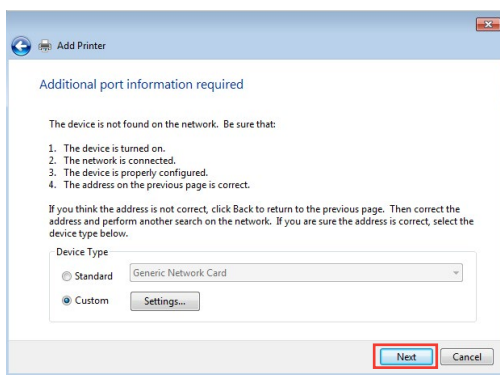 Add Printer
Additional port information required
The device is not found on the network. Be sure that:
1. The device is turned on.
2. The network is connected.
3. The device is properly configured.
4. The address on the previous page is correct.
If you think the address is not correct, click Back to return to the previous page. Then correct the
address and perform another search on the network. If you are sure the address is correct, select the
device type below.
Device Type
Standard Generic Network Card
Custom Settings...
Next Cancel